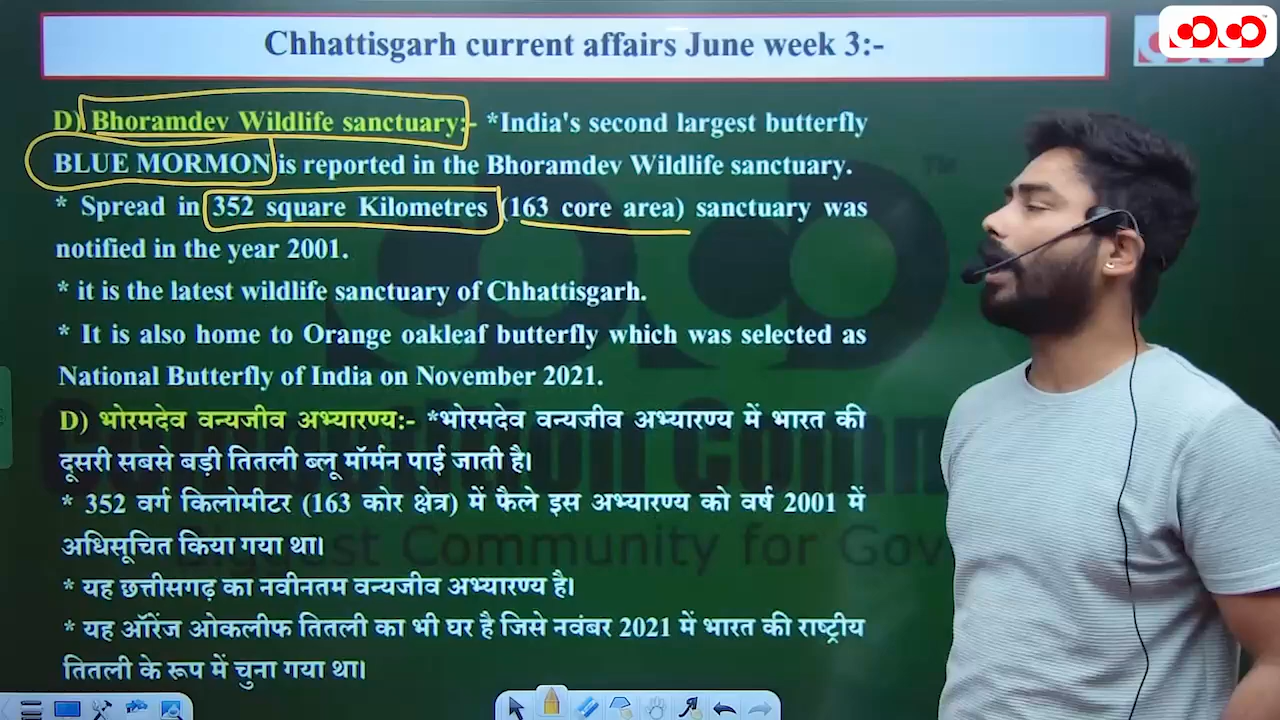 Chhattisgarh current affairs June week 3:-
D) Bhoramdev Wildlife sanctuary:- *India's second largest butterfly
BLUE MORMON is reported in the Bhoramdev Wildlife sanctuary.
* Spread in 352 square Kilometres (163 core area) sanctuary was
notified in the year 2001.
* it is the latest wildlife sanctuary of Chhattisgarh.
* It is also home to Orange oakleaf butterfly which was selected as
National Butterfly of India on November 2021.
D) भोरमदेव वन्यजीव अभ्यारण्य:- *भोरमदेव वन्यजीव अभ्यारण्य में भारत की
दूसरी सबसे बड़ी तितली ब्लू मॉर्मन पाई जाती है।
* 352 वर्ग किलोमीटर (163 कोर क्षेत्र) में फैले इस अभ्यारण्य को वर्ष 2001 में
अधिसूचित किया गया था।
* यह छत्तीसगढ़ का नवीनतम वन्यजीव अभ्यारण्य है।
* यह ऑरेंज ओकलीफ तितली का भी घर है जिसे नवंबर 2021 में भारत की राष्ट्रीय
तितली के रूप में चुना गया था।
Biggest Community for Gov